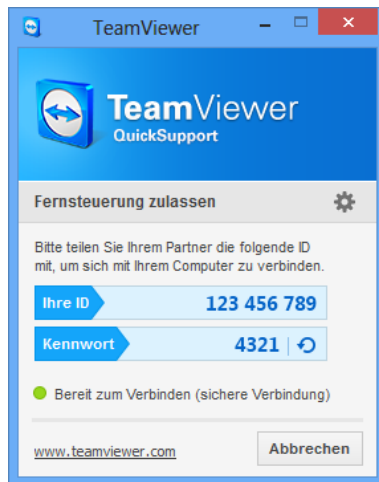 TeamViewer
TeamViewer
QuickSupport
Fernsteuerung zulassen
Bitte teilen Sie Ihrem Partner die folgende ID
mit, um sich mit Ihrem Computer zu verbinden.
Ihre ID 123 456 789
Kennwort 4321
Bereit zum Verbinden (sichere Verbindung)
www.teamviewer.com Abbrechen